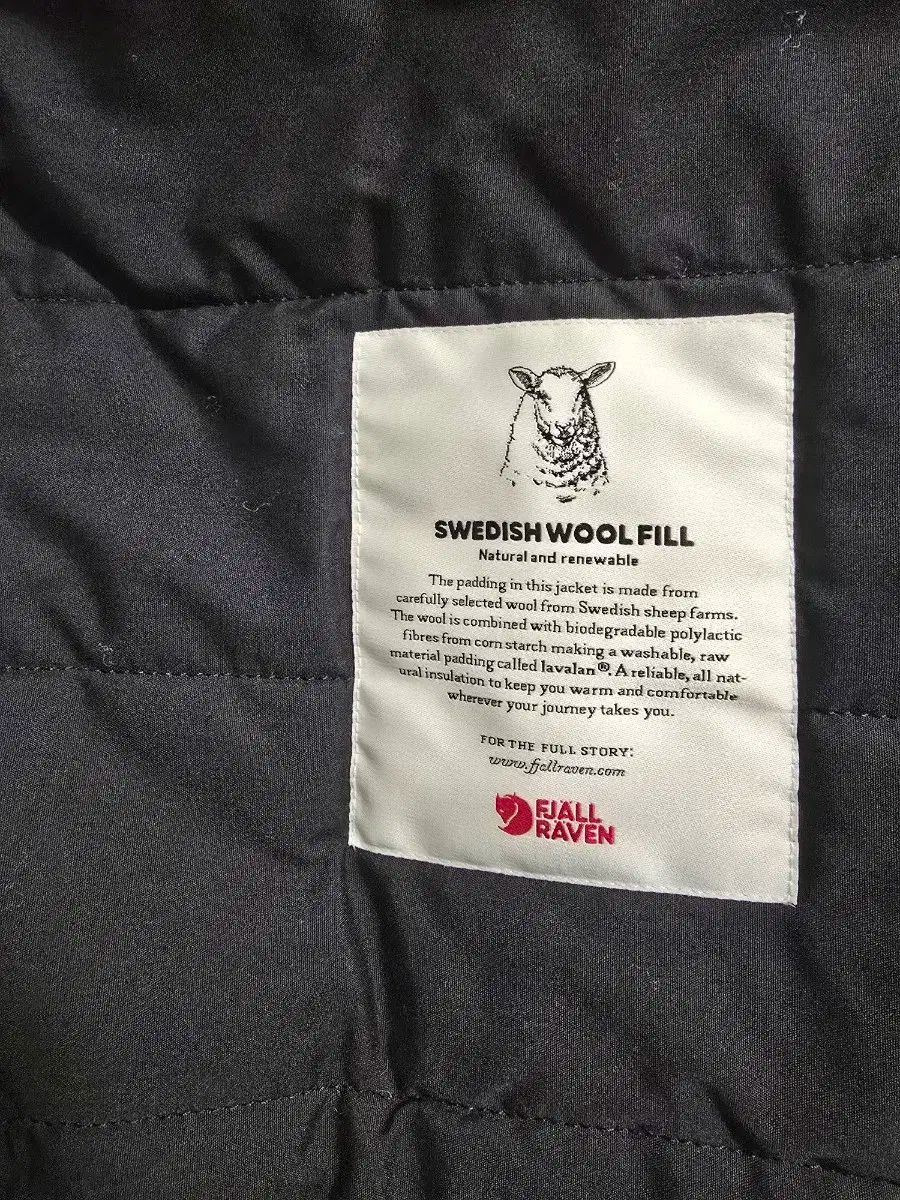 SWEDISH WOOL FILL
Natural and renewable
The padding in this jacket is made from
carefully selected wool from Swedish sheep farms.
The wool is combined with biodegradable polylactic
fibres from corn starch making a washable, raw
material padding called lavalan®. A reliable, all nat-
ural insulation to keep you warm and comfortable
wherever your journey takes you.
FOR THE FULL STORY:
www.fjallraven.com
FJÄLL
RÄVEN